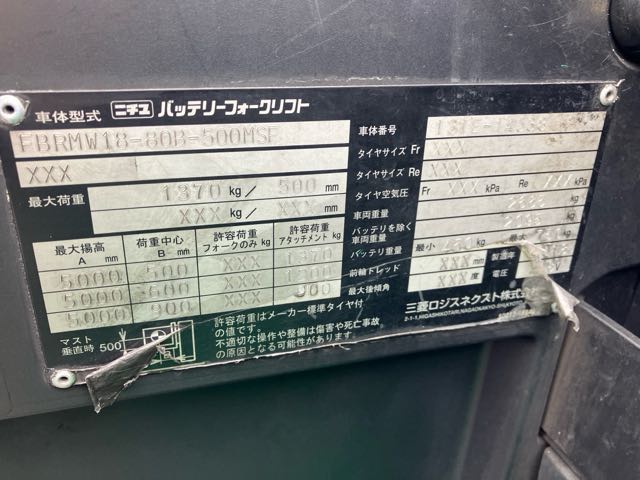 車体型式 ニチユ バッテリーフォークリフト
FBRMW18-80B-500MSF
XXX
最大荷重 1370 kg/ 500 mm
XXX kg/ XXX mm
最大揚高 A mm 荷重中心 B mm 許容荷重 フォークのみ kg 許容荷重 アタッチメント kg
5000 500 XXX
5000 600 XXX
5000 900 XXX 900
マスト 垂直時 500
許容荷重はメーカー標準タイヤ付
の値です。
不適切な操作や整備は傷害や死亡事故
の原因となる可能性があります。
車体番号
タイヤサイズ Fr XXX
タイヤサイズ Re XXX
タイヤ空気圧 Fr XXX kPa Re XXX kPa
車両重量
バッテリを除く 車両重量
バッテリ重量 最小 kg 最大
前輪トレッド XXX mm 製造年
最大後傾角 XXX 度 電圧
三菱ロジスネクスト株式会
2-1-1, HIGASHIKOTARI, NAGAOKAKYO-SHI, KYOTO